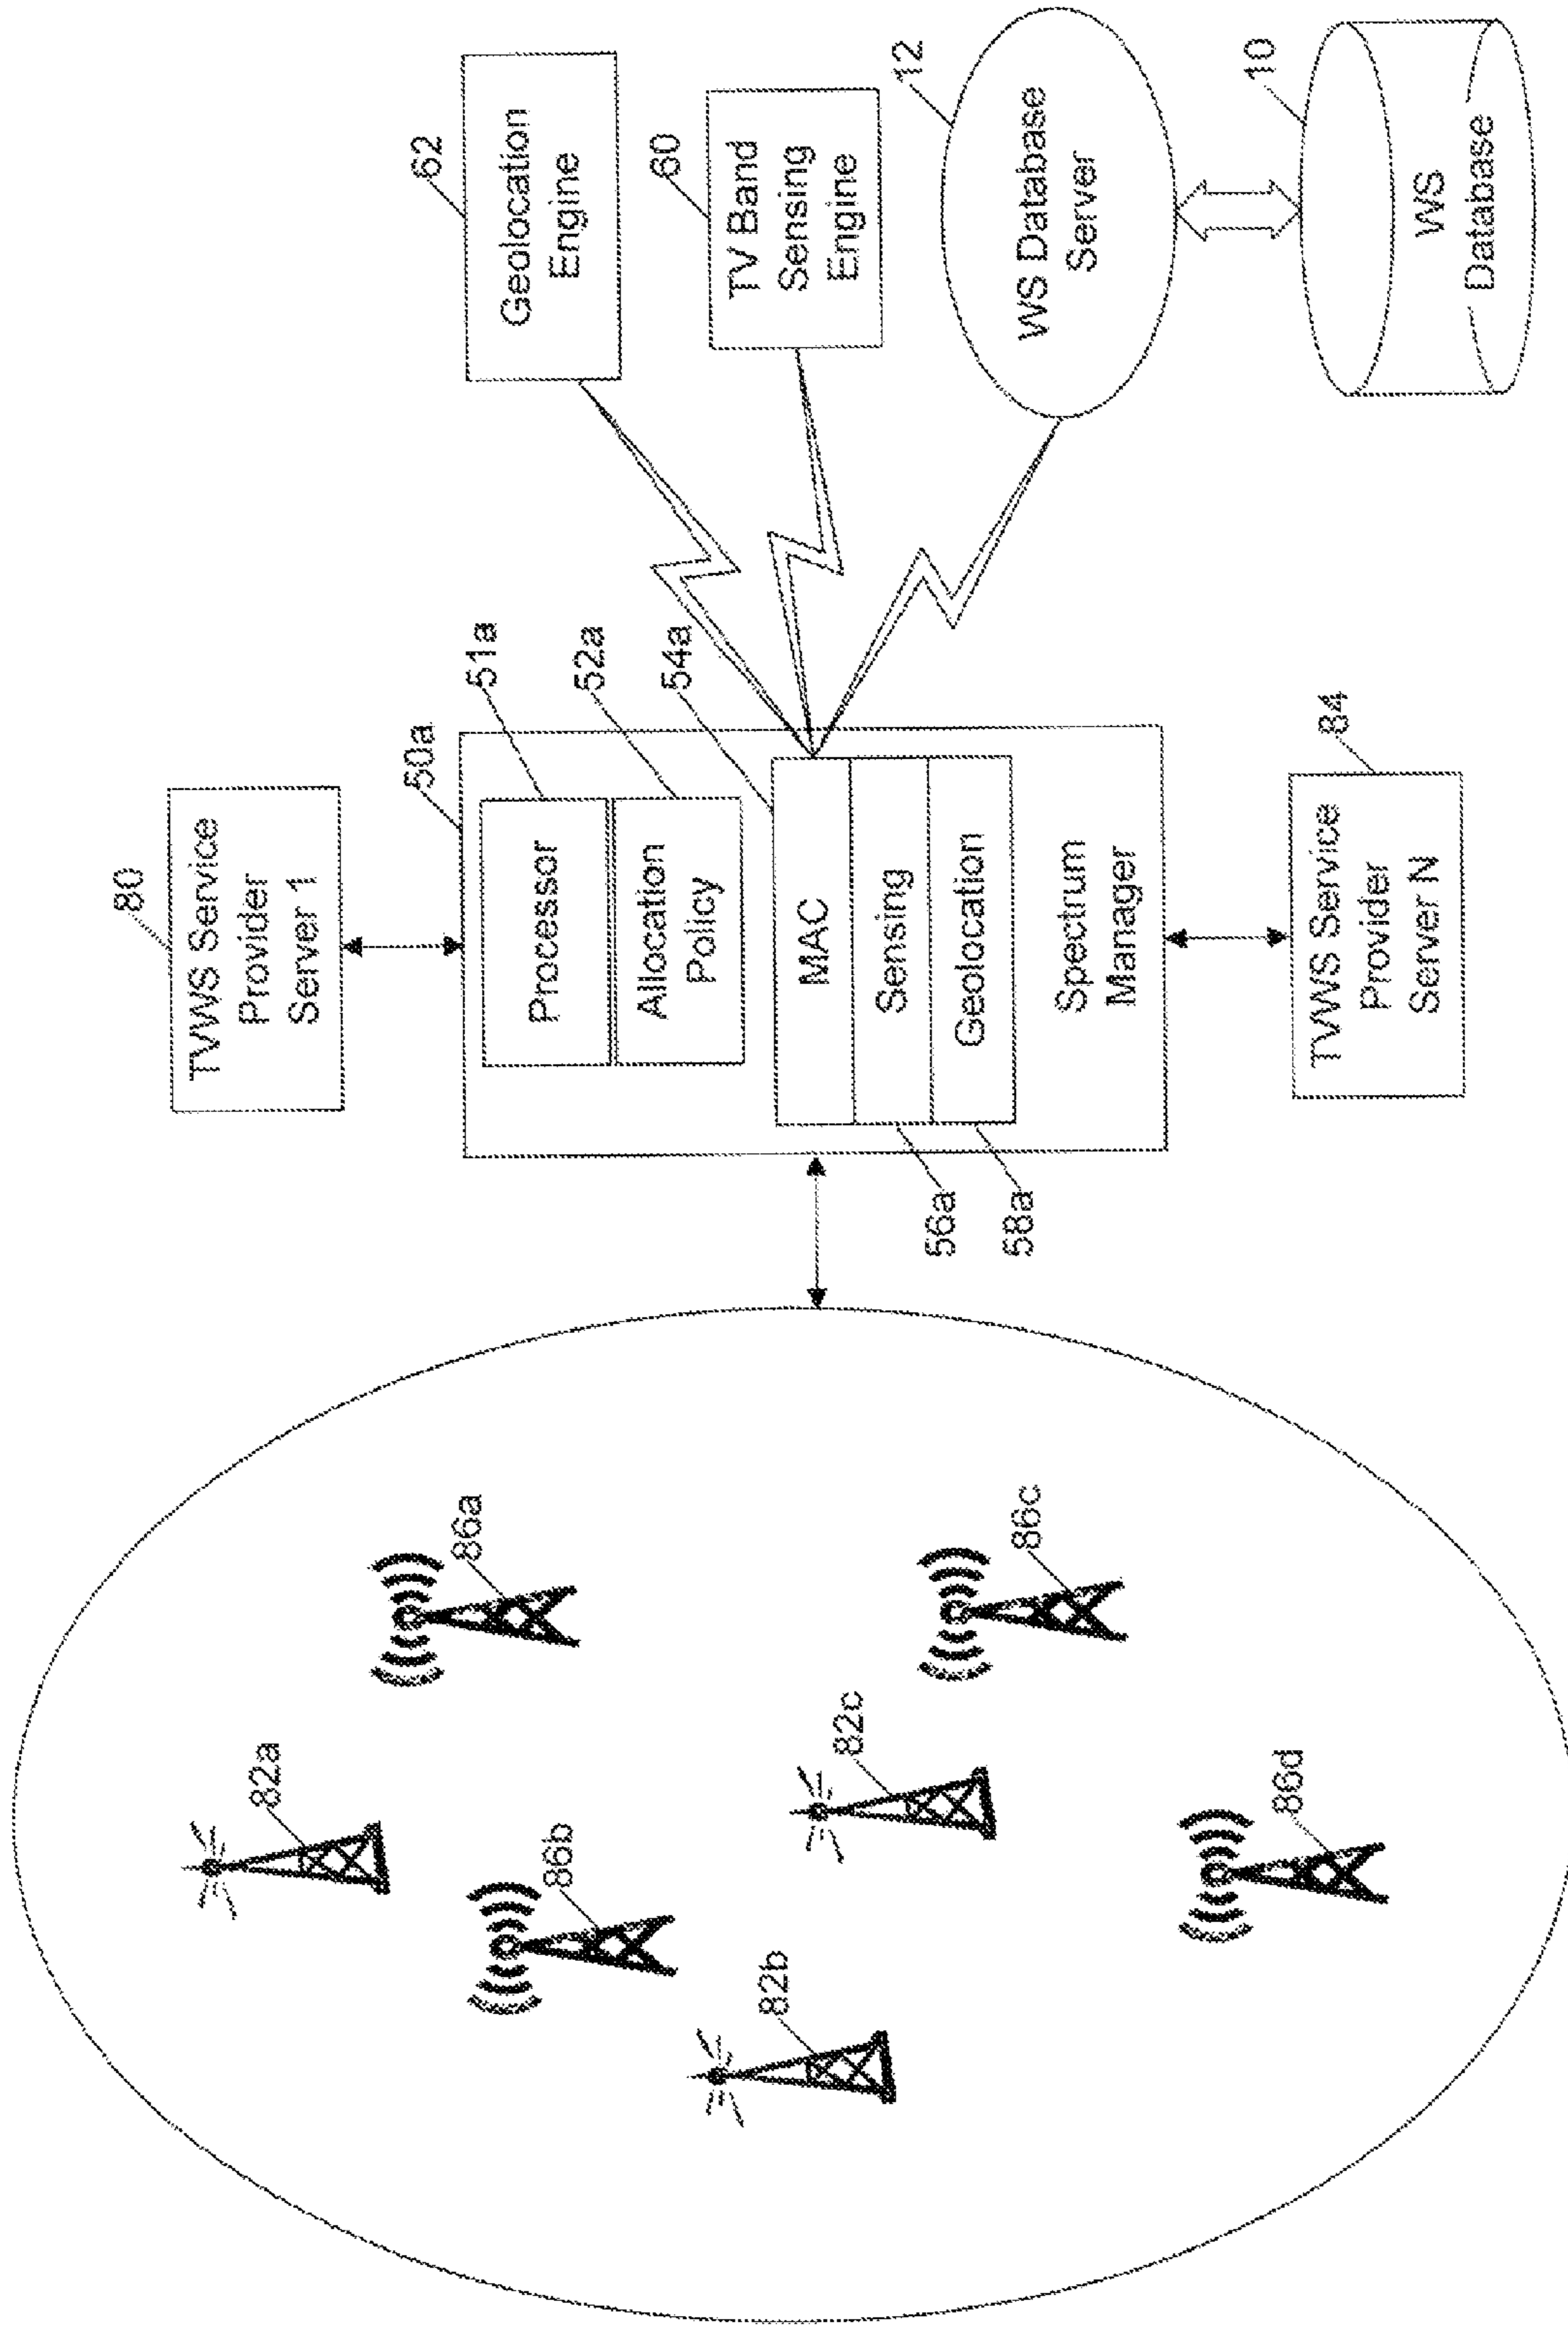 80
TVWS Service
Provider
Server 1
62
Geolocation
Engine
50a
51a
52a
54a
Processor
Allocation
Policy
MAC
Sensing
Geolocation
Spectrum
Manager
56a
58a
60
TV Band
Sensing
Engine
12
WS Database
Server
10
WS
Database
84
TVWS Service
Provider
Server N
82a
86a
86b
82b
82c
86c
86d